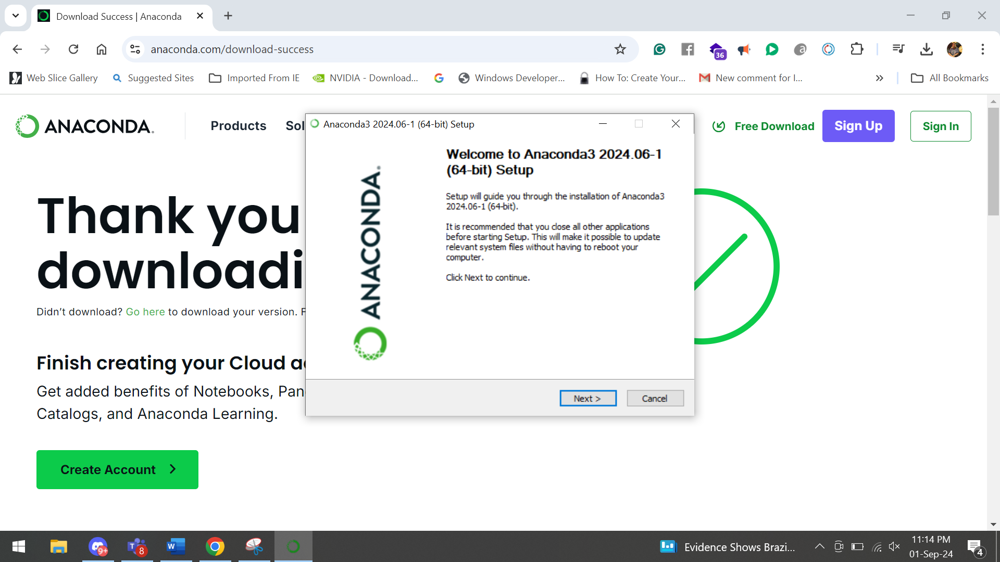 Download Success | Anaconda
anaconda.com/download-success
36
Web Slice Gallery
Suggested Sites
Imported From IE
NVIDIA - Download...
Windows Developer...
How To: Create Your...
New comment for I...
All Bookmarks
ANACONDA.
Products
Sol
Free Download
Sign Up
Sign In
Thank you
downloadi
Didn't download? Go here to download your version. F
Finish creating your Cloud a
Get added benefits of Notebooks, Pan
Catalogs, and Anaconda Learning.
Create Account
Anaconda3 2024.06-1 (64-bit) Setup
ANACONDA.
Welcome to Anaconda3 2024.06-1
(64-bit) Setup
Setup will guide you through the installation of Anaconda3
2024.06-1 (64-bit).
It is recommended that you close all other applications
before starting Setup. This will make it possible to update
relevant system files without having to reboot your
computer.
Click Next to continue.
Next >
Cancel
9+
T
8
W
Evidence Shows Brazi...
11:14 PM
01-Sep-24
4